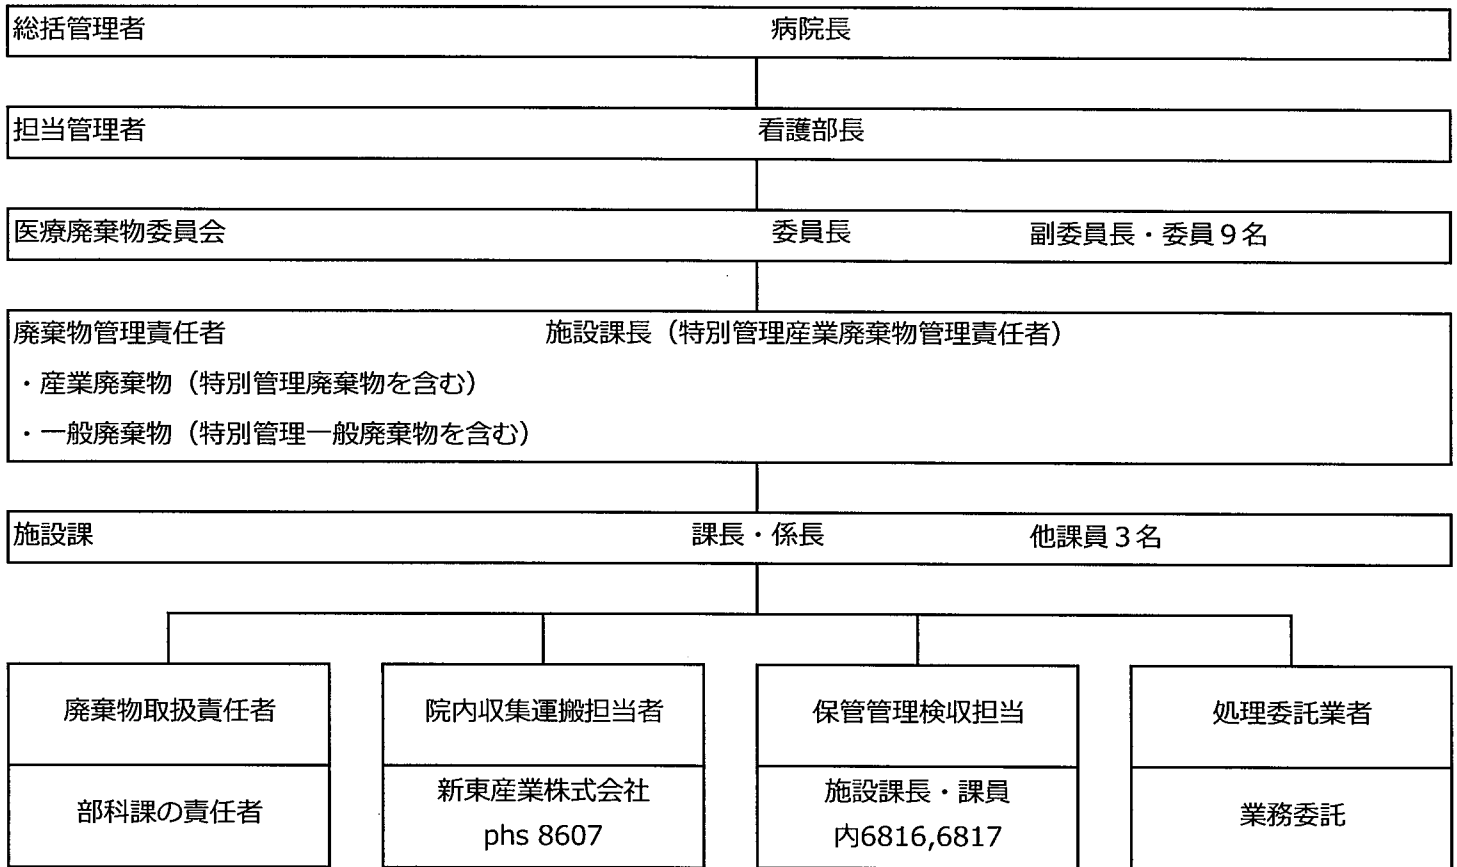 総括管理者 病院長
担当管理者 看護部長
医療廃棄物委員会 委員長 副委員長・委員９名
廃棄物管理責任者 施設課長（特別管理産業廃棄物管理責任者）
・産業廃棄物（特別管理廃棄物を含む）
・一般廃棄物（特別管理一般廃棄物を含む）
施設課 課長・係長 他課員３名
廃棄物取扱責任者 院内収集運搬担当者 保管管理検収担当 処理委託業者
部科課の責任者
新東産業株式会社
phs 8607
施設課長・課員
内6816,6817
業務委託